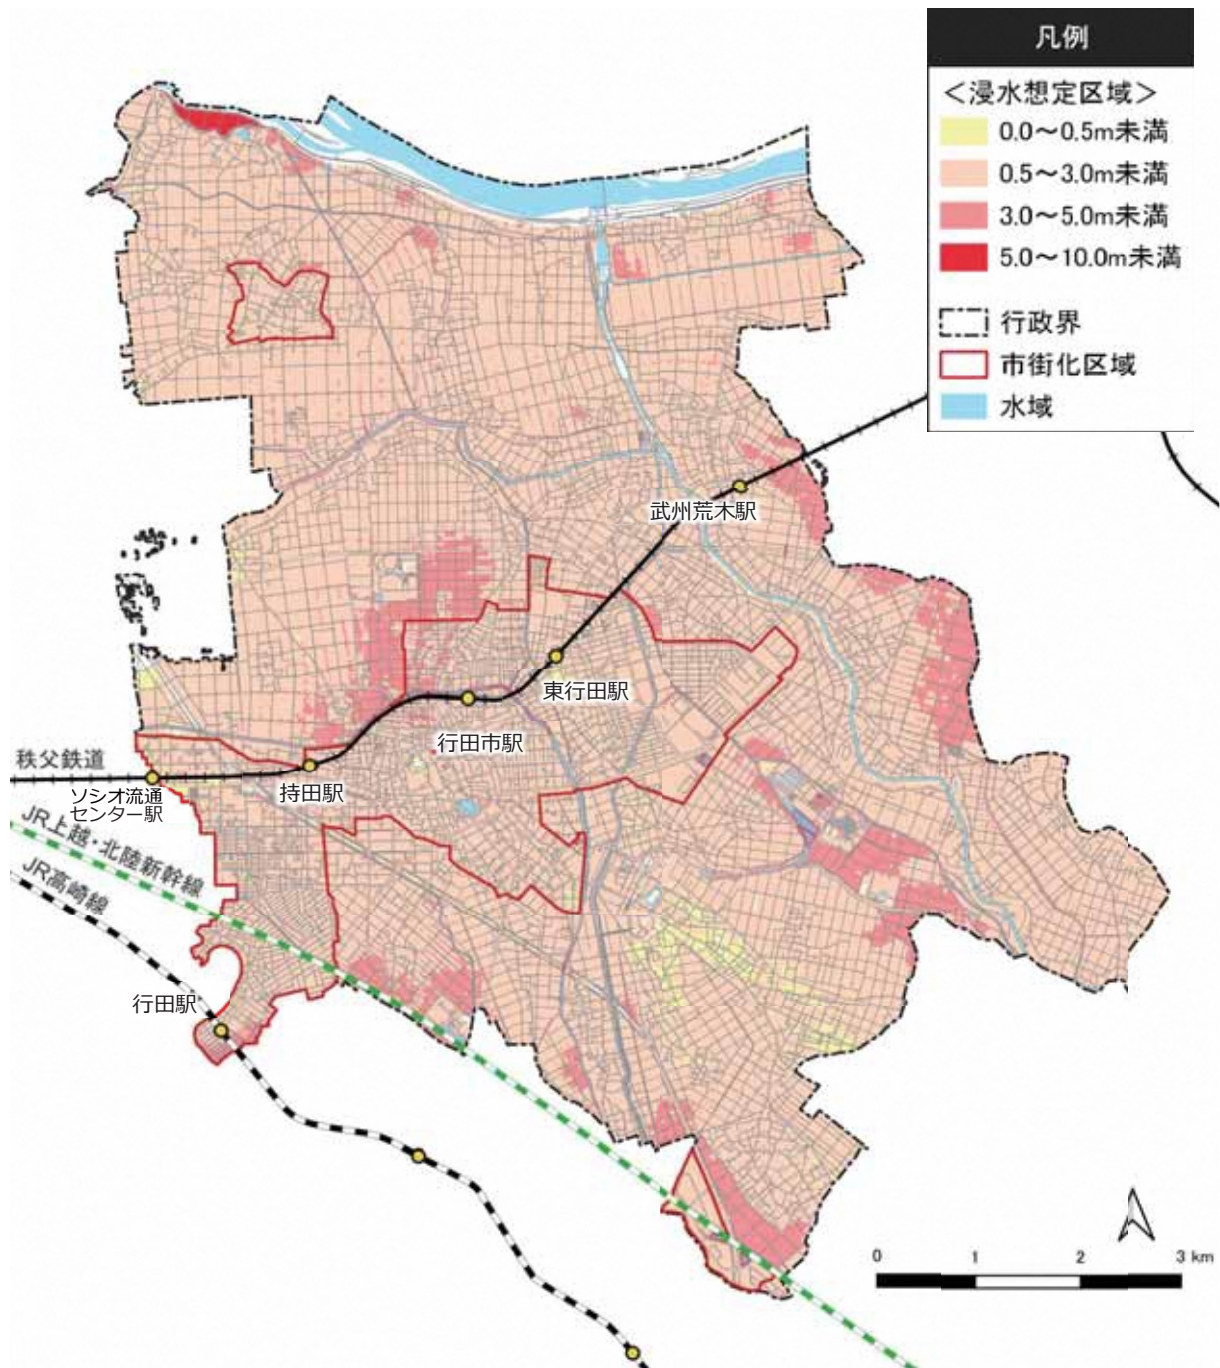 凡例
＜浸水想定区域＞
0.0～0.5m未満
0.5～3.0m未満
3.0～5.0m未満
5.0～10.0m未満
行政界
市街化区域
水域
武州荒木駅
東行田駅
行田市駅
持田駅
秩父鉄道
ソシオ流通
センター駅
JR上越・北陸新幹線
JR高崎線
行田駅
0 1 2 3 km